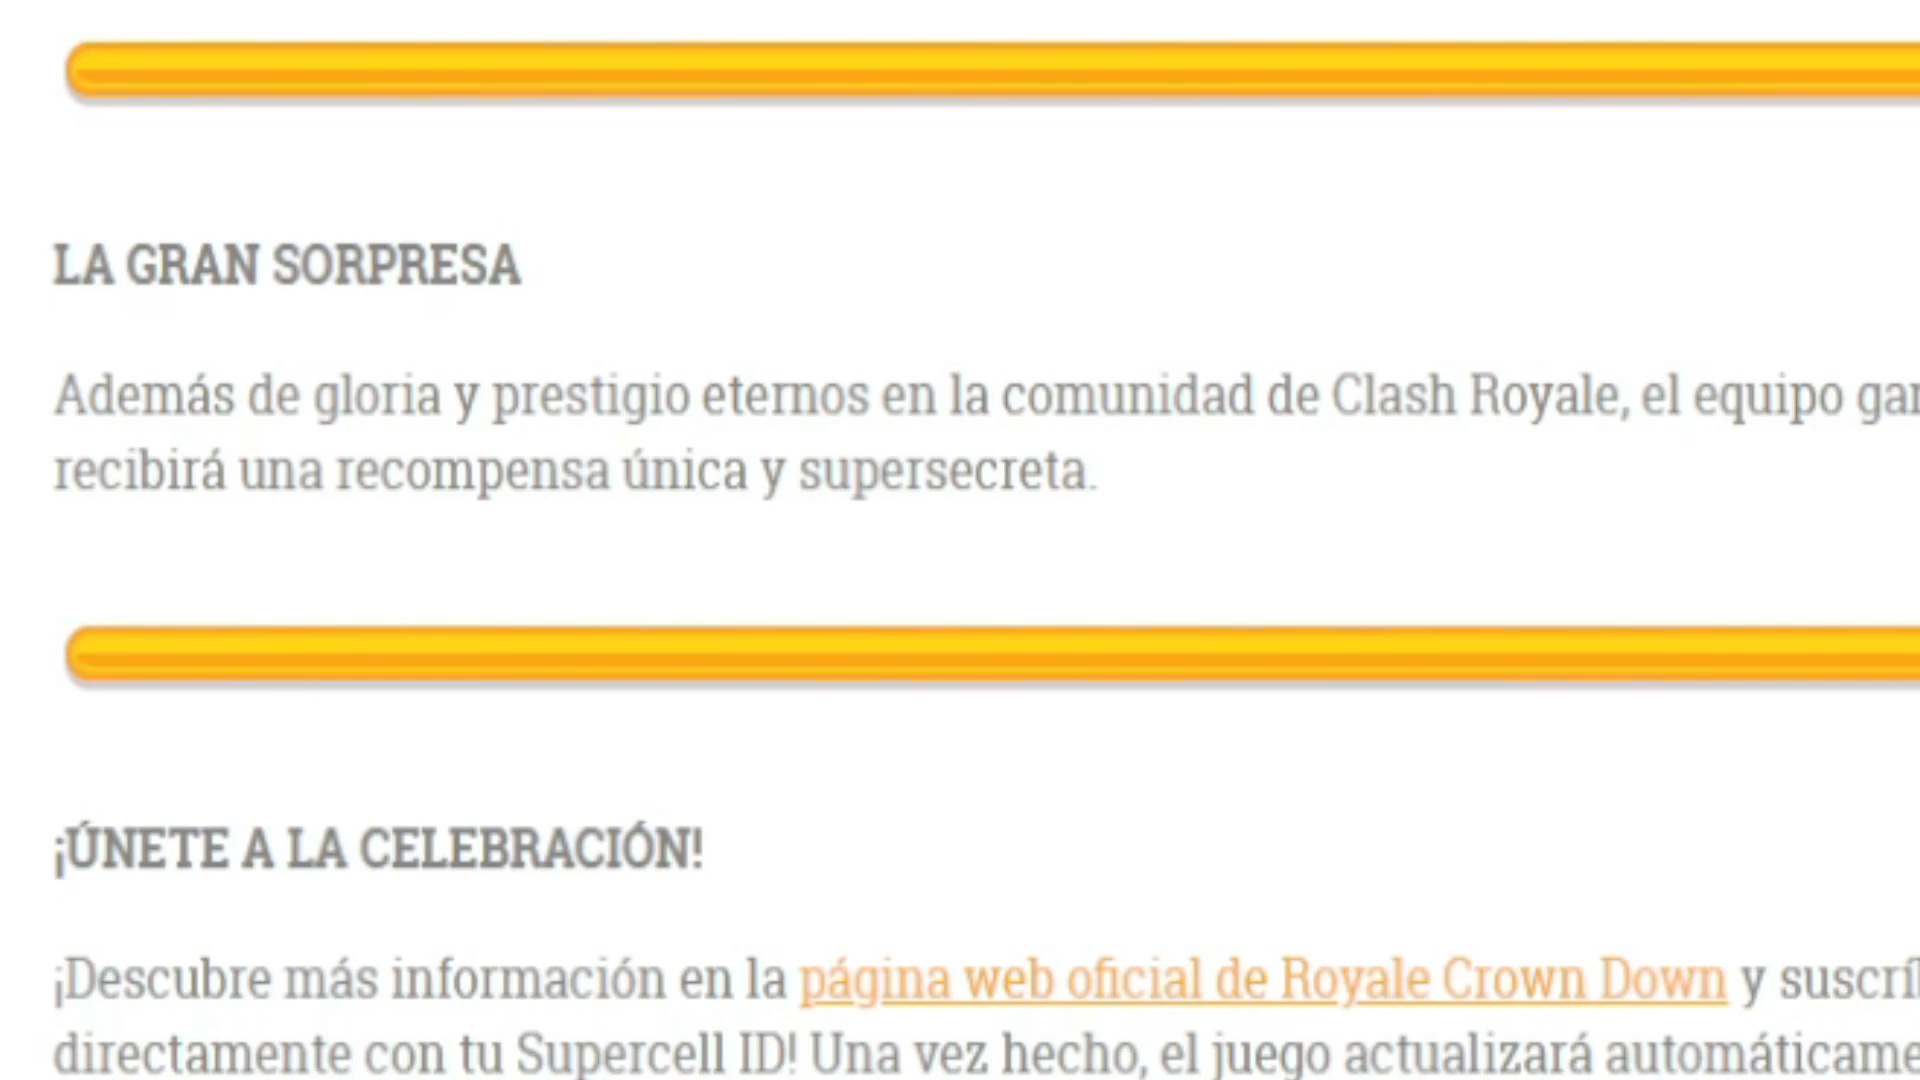 LA GRAN SORPRESA
Además de gloria y prestigio eternos en la comunidad de Clash Royale, el equipo
recibirá una recompensa única y supersecreta.
¡ÚNETE A LA CELEBRACIÓN!
¡Descubre más información en la página web oficial de Royale Crown Down y
directamente con tu Supercell ID! Una vez hecho, el juego actualizará